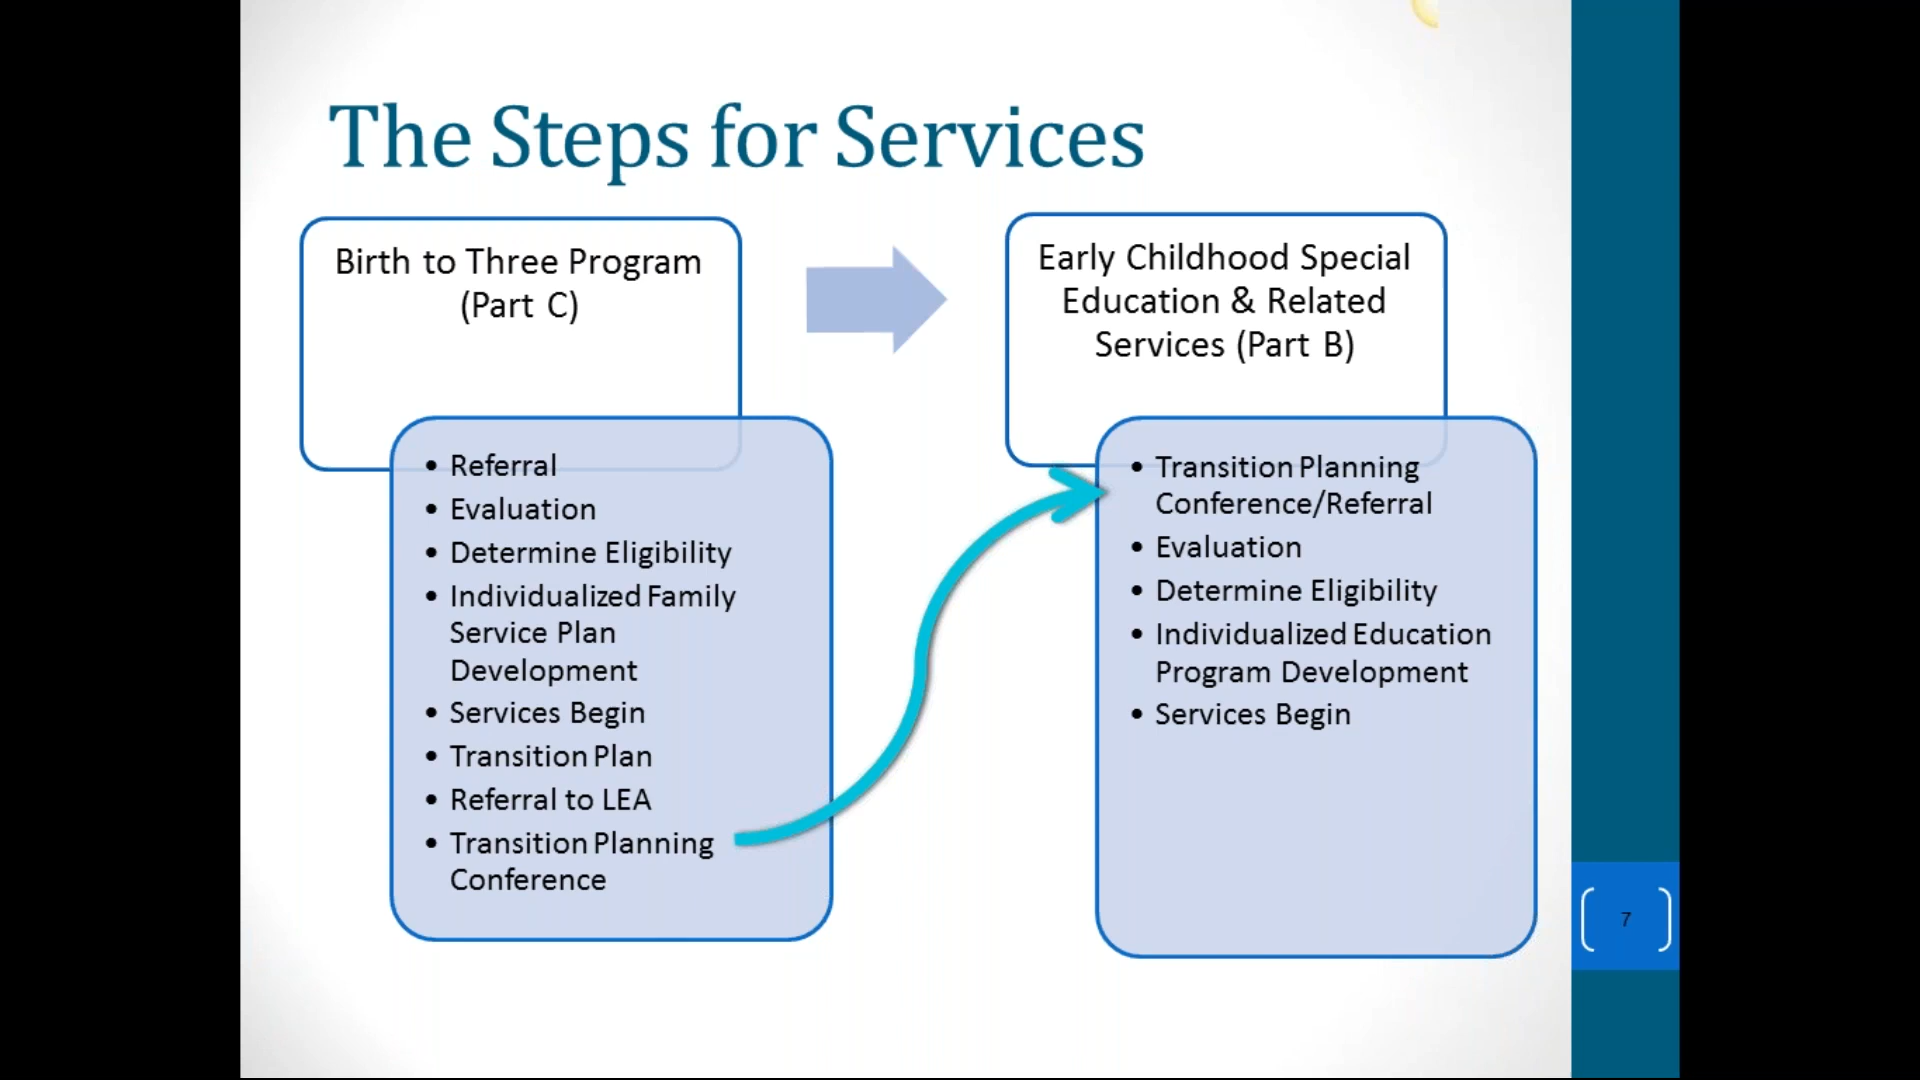 The Steps for Services
Birth to Three Program
(Part C)
• Referral
• Evaluation
• Determine Eligibility
• Individualized Family
Service Plan
Development
• Services Begin
• Transition Plan
• Referral to LEA
• Transition Planning
Conference
Early Childhood Special
Education & Related
Services (Part B)
• Transition Planning
Conference/Referral
• Evaluation
• Determine Eligibility
• Individualized Education
Program Development
• Services Begin
7